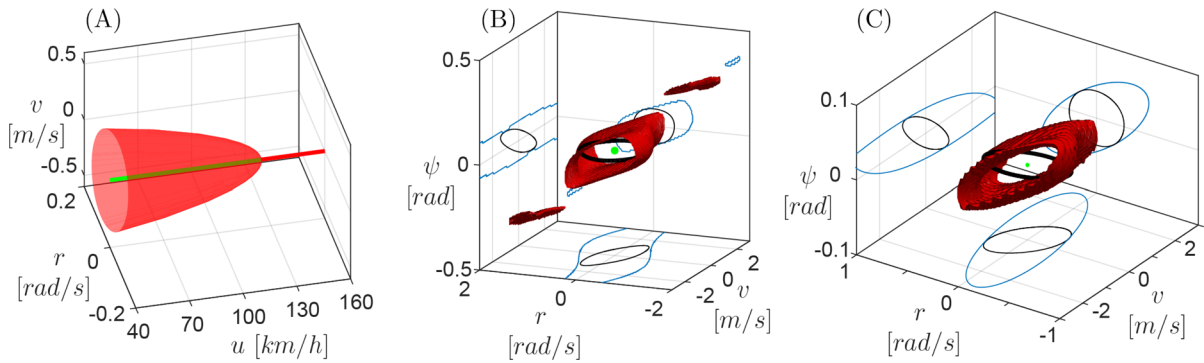 (A)
0.5
v
0
[m/s]
-0.5
0.2
r
0
[rad/s]
-0.2
40
70
100
130
160
u [km/h]
(B)
0.5
ψ
0
[rad]
-0.5
2
0
-2
r
[rad/s]
-2
0
2
v
[m/s]
(C)
0.1
ψ
0
[rad]
-0.1
1
0
-1
r
[rad/s]
-2
0
2
v
[m/s]